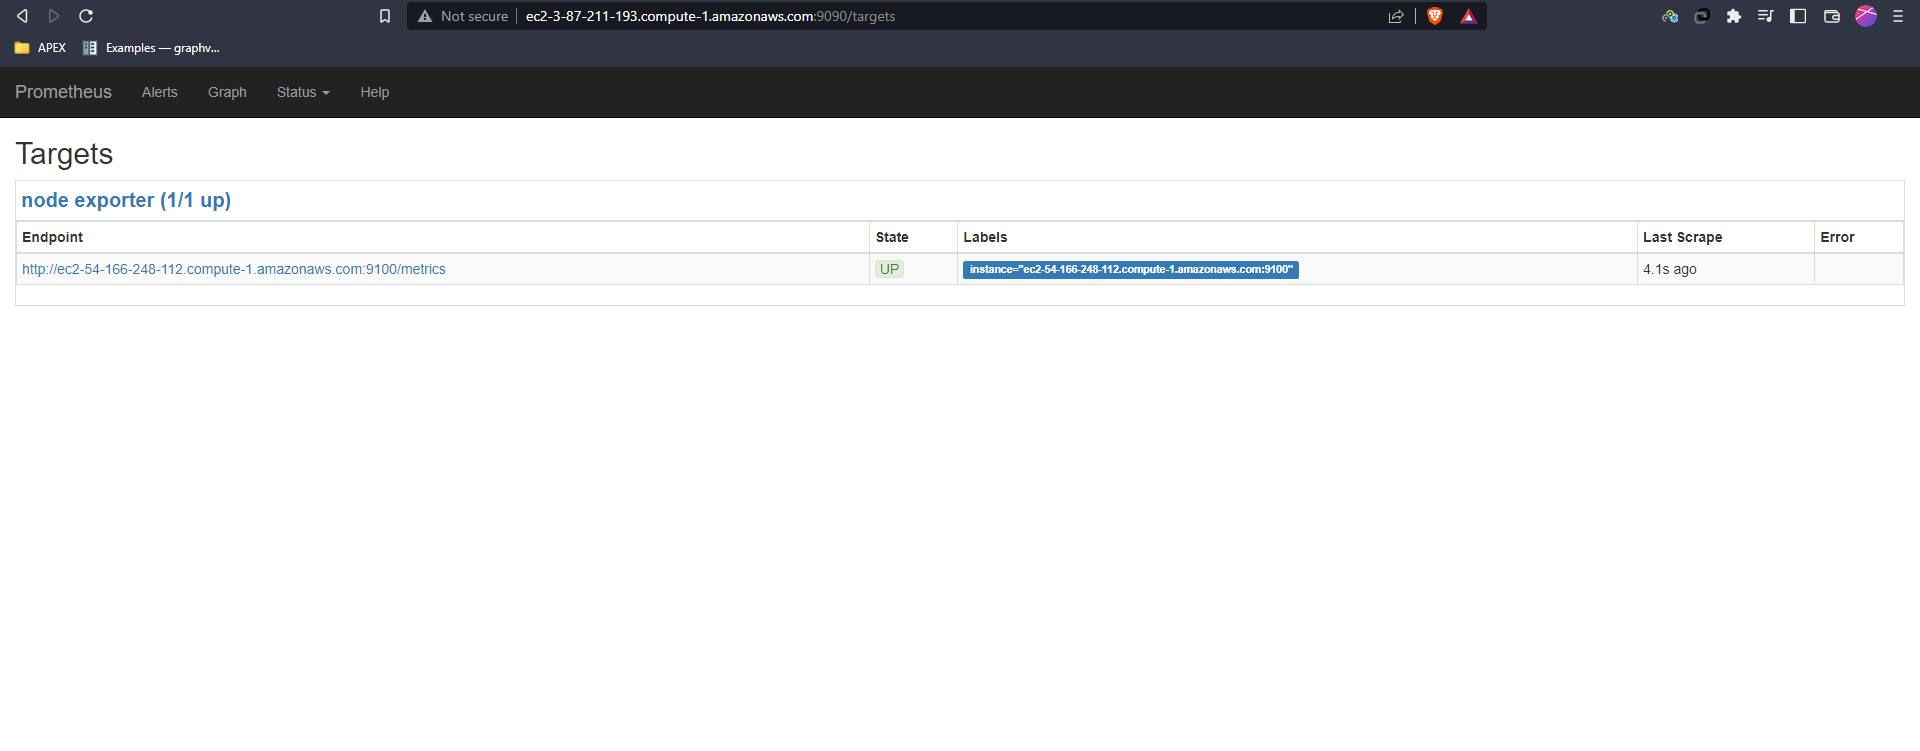 Not secure ec2-3-87-211-193.compute-1.amazonaws.com:9090/targets
APEX Examples — graphv...
Prometheus Alerts Graph Status Help
Targets
node exporter (1/1 up)
Endpoint State Labels Last Scrape Error
http://ec2-54-166-248-112.compute-1.amazonaws.com:9100/metrics UP instance="ec2-54-166-248-112.compute-1.amazonaws.com:9100" 4.1s ago